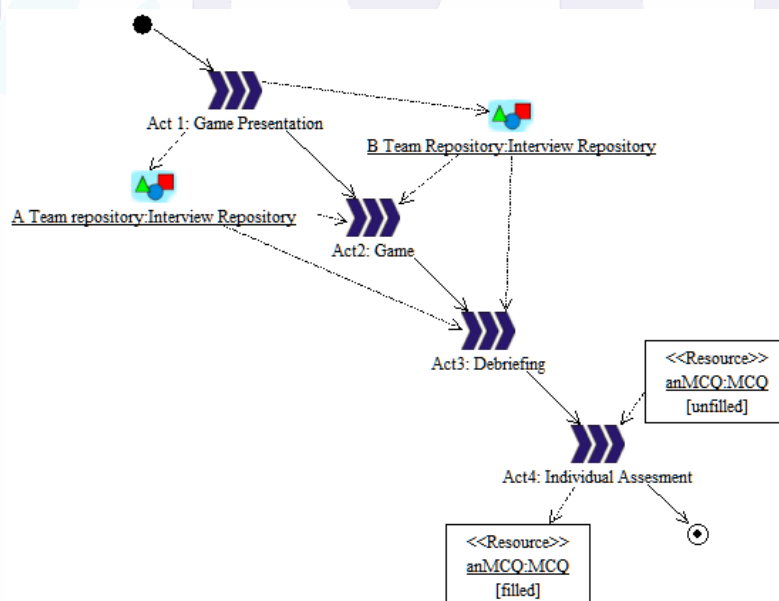 Act 1: Game Presentation
B Team Repository:Interview Repository
A Team repository:Interview Repository
Act2: Game
Act3: Debriefing
<<Resource>>
anMCQ:MCQ
[unfilled]
Act4: Individual Assesment
<<Resource>>
anMCQ:MCQ
[filled]